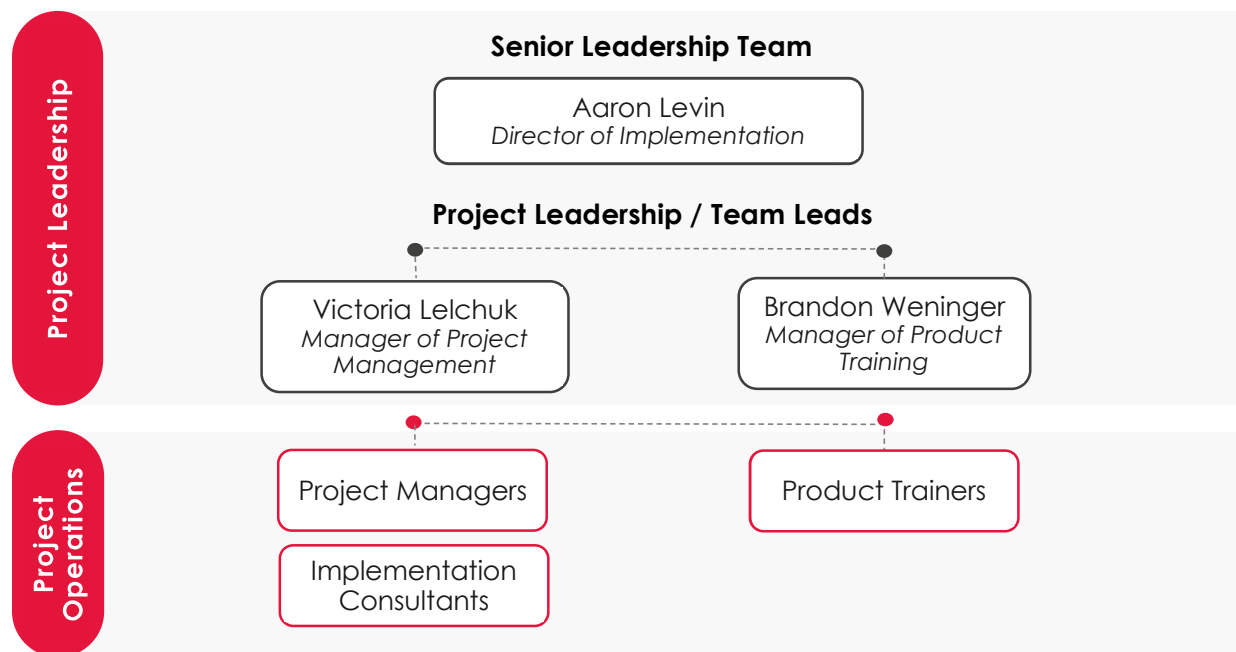 Project Leadership
Senior Leadership Team
Aaron Levin
Director of Implementation
Project Leadership / Team Leads
Victoria Lelchuk
Manager of Project
Management
Brandon Weninger
Manager of Product
Training
Project
Operations
Project Managers
Product Trainers
Implementation
Consultants